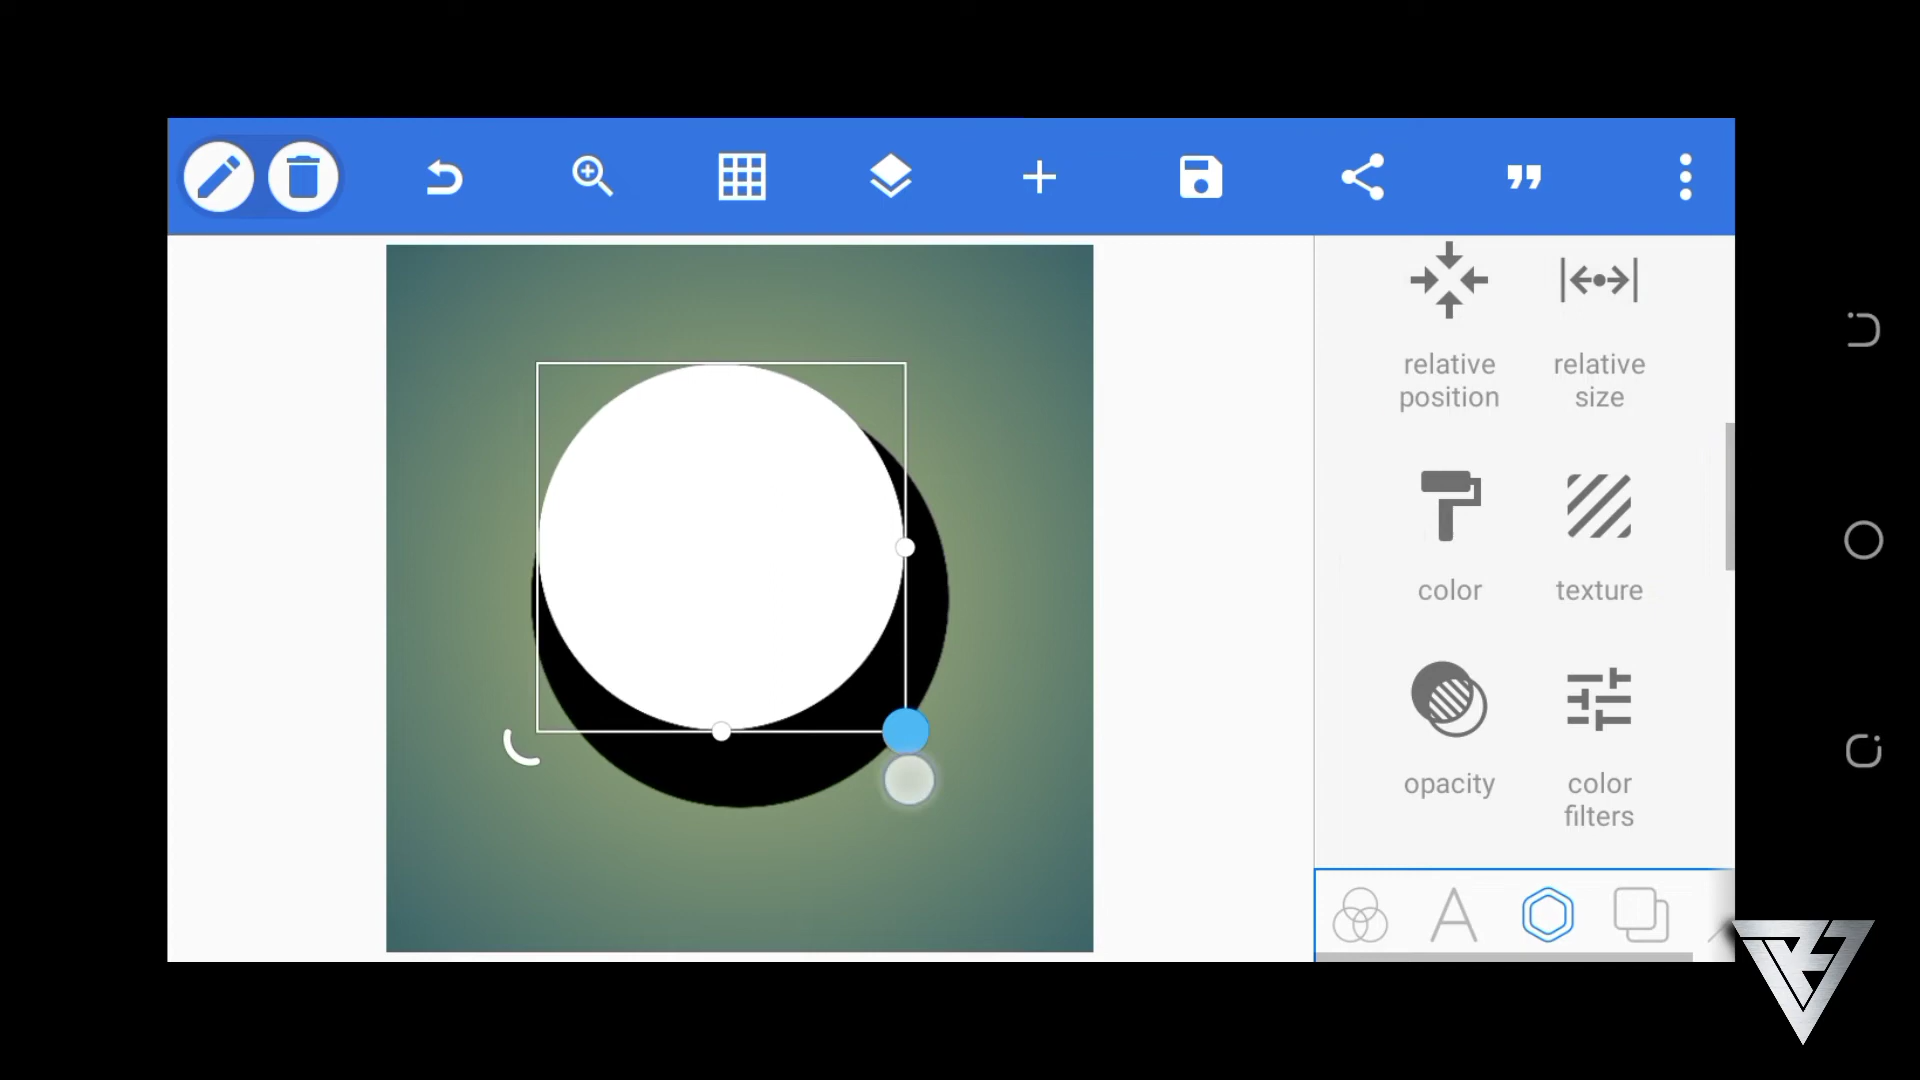 relative
position
relative
size
color
texture
opacity
color
filters